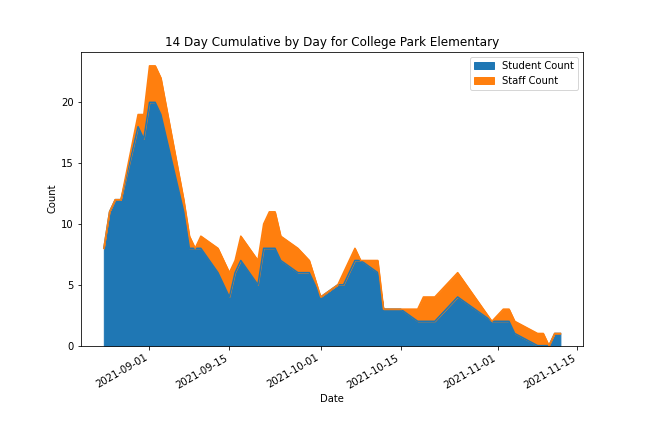 14 Day Cumulative by Day for College Park Elementary
Student Count
Staff Count
Count
20
15
10
5
0
2021-09-01
2021-09-15
2021-10-01
2021-10-15
2021-11-01
2021-11-15
Date